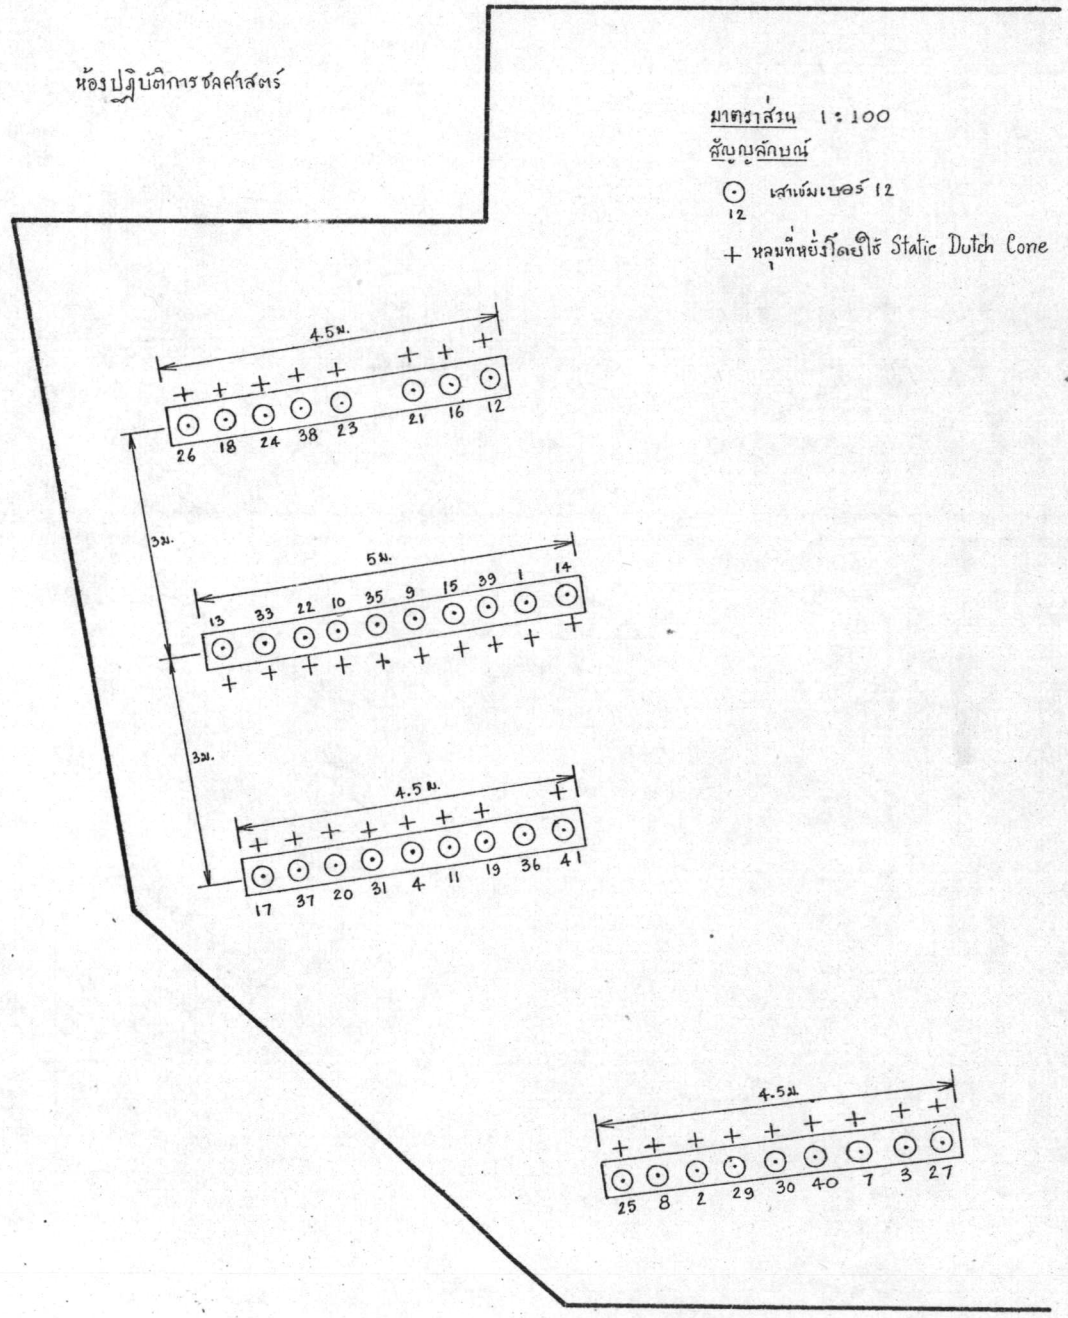 ห้องปฏิบัติการชลศาสตร์
มาตราส่วน 1:100
สัญญลักษณ์
เสาเข็มเบอร์ 12
12
+ หลุมที่หยั่งโดยใช้ Static Dutch Cone
4.5 ม.
26 18 24 38 23 21 16 12
3ม.
5 ม.
13 33 22 10 35 9 15 39 1 14
3ม.
4.5 ม.
17 37 20 31 4 11 19 36 41
4.5ม.
25 8 2 29 30 40 7 3 27